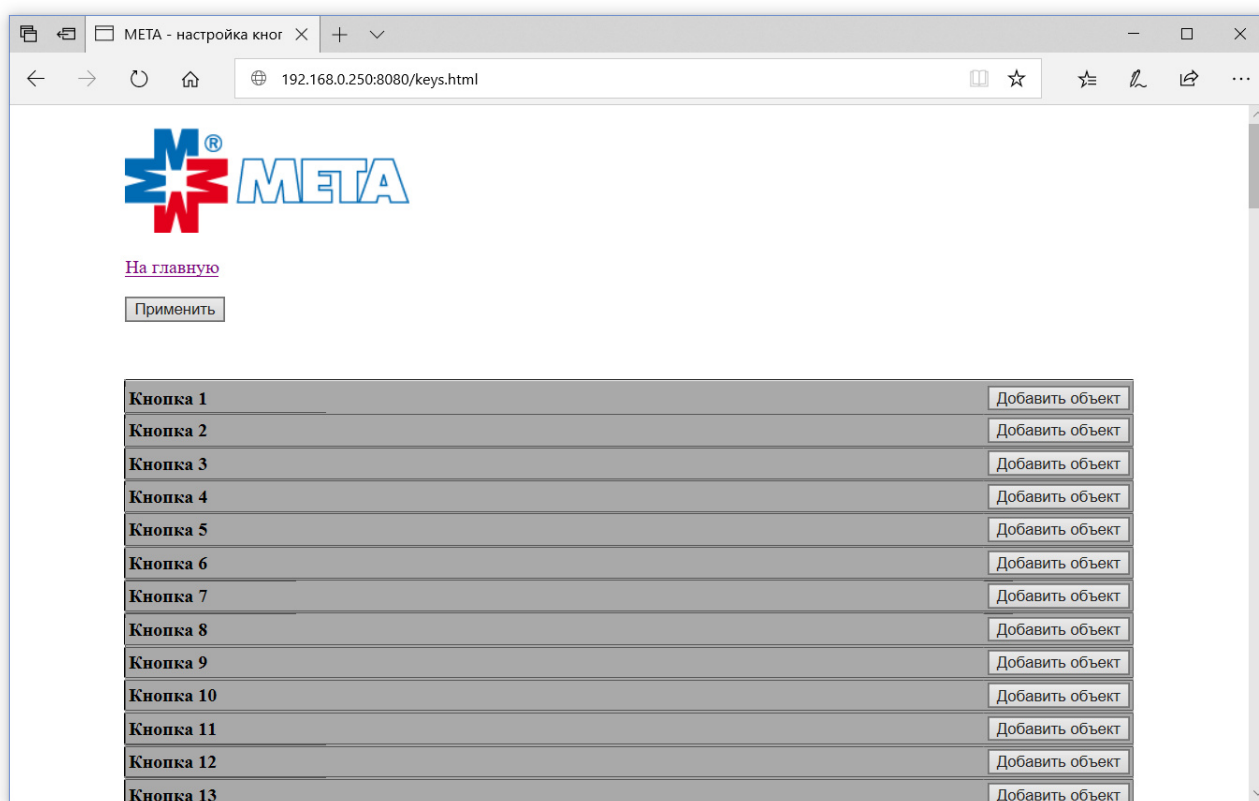 META - настройка кног
192.168.0.250:8080/keys.html
® META
На главную
Применить
Кнопка 1 Добавить объект
Кнопка 2 Добавить объект
Кнопка 3 Добавить объект
Кнопка 4 Добавить объект
Кнопка 5 Добавить объект
Кнопка 6 Добавить объект
Кнопка 7 Добавить объект
Кнопка 8 Добавить объект
Кнопка 9 Добавить объект
Кнопка 10 Добавить объект
Кнопка 11 Добавить объект
Кнопка 12 Добавить объект
Кнопка 13 Добавить объект